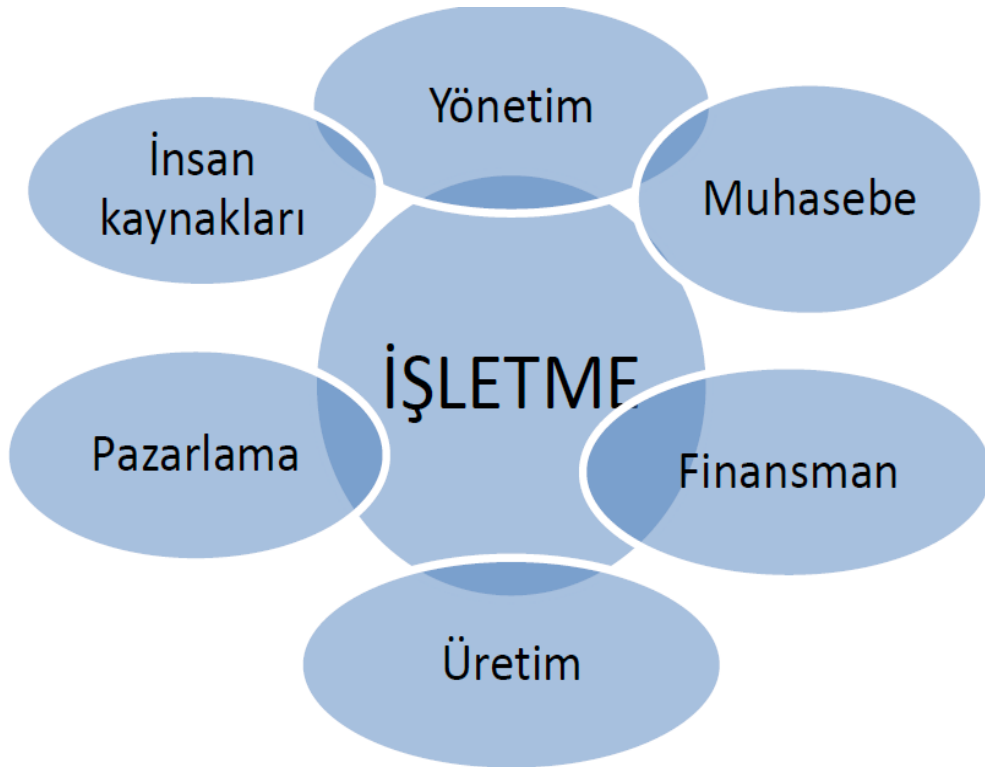 Yönetim
İnsan
kaynakları
Muhasebe
İŞLETME
Pazarlama
Finansman
Üretim